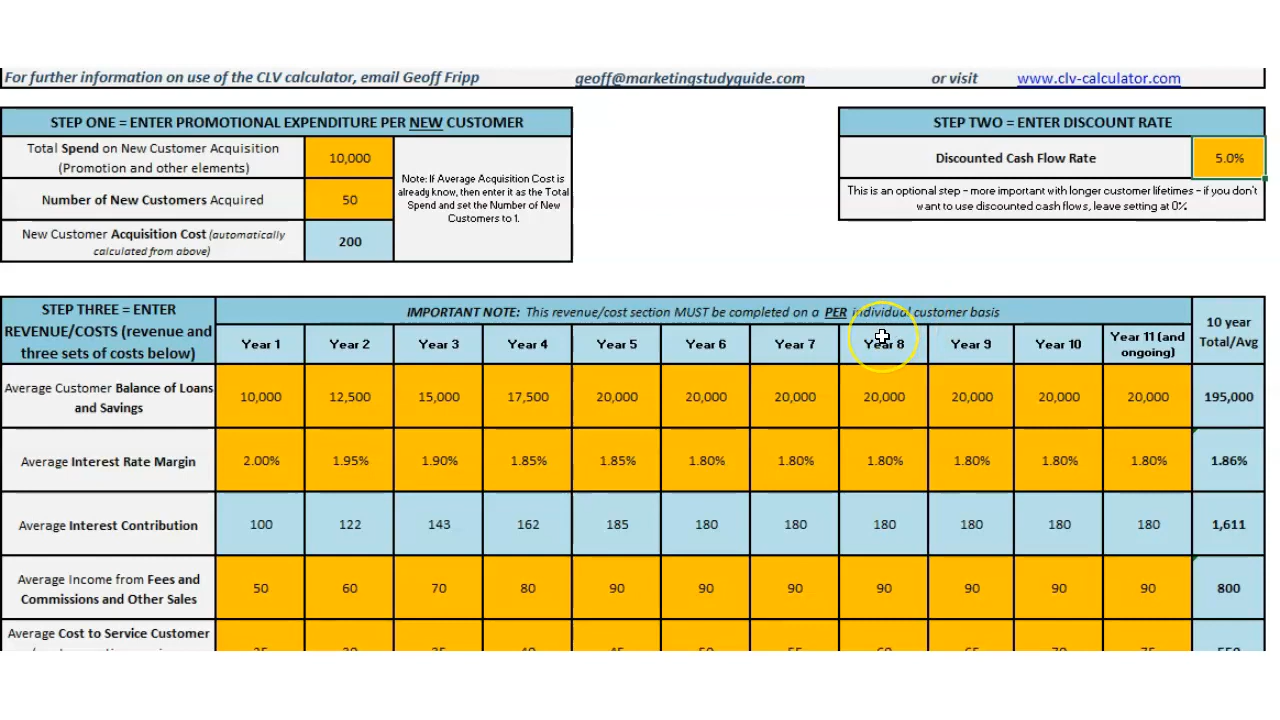 For further information on use of the CLV calculator, email Geoff Fripp geoff@marketingstudyguide.com or visit www.clv-calculator.com
STEP ONE = ENTER PROMOTIONAL EXPENDITURE PER NEW CUSTOMER
Total Spend on New Customer Acquisition
(Promotion and other elements)
10,000
Number of New Customers Acquired
50
New Customer Acquisition Cost (automatically
calculated from above)
200
Note: If Average Acquisition Cost is
already know, then enter it as the Total
Spend and set the Number of New
Customers to 1.
STEP TWO = ENTER DISCOUNT RATE
Discounted Cash Flow Rate
5.0%
This is an optional step – more important with longer customer lifetimes – if you don't
want to use discounted cash flows, leave setting at 0%
STEP THREE = ENTER
REVENUE/COSTS (revenue and
three sets of costs below)
IMPORTANT NOTE: This revenue/cost section MUST be completed on a PER individual customer basis
Year 1 Year 2 Year 3 Year 4 Year 5 Year 6 Year 7 Year 8 Year 9 Year 10
Year 11 (and
ongoing)
10 year
Total/Avg
Average Customer Balance of Loans
and Savings
10,000 12,500 15,000 17,500 20,000 20,000 20,000 20,000 20,000 20,000 20,000 195,000
Average Interest Rate Margin
2.00% 1.95% 1.90% 1.85% 1.85% 1.80% 1.80% 1.80% 1.80% 1.80% 1.80% 1.86%
Average Interest Contribution
100 122 143 162 185 180 180 180 180 180 180 1,611
Average Income from Fees and
Commissions and Other Sales
50 60 70 80 90 90 90 90 90 90 90 800
Average Cost to Service Customer